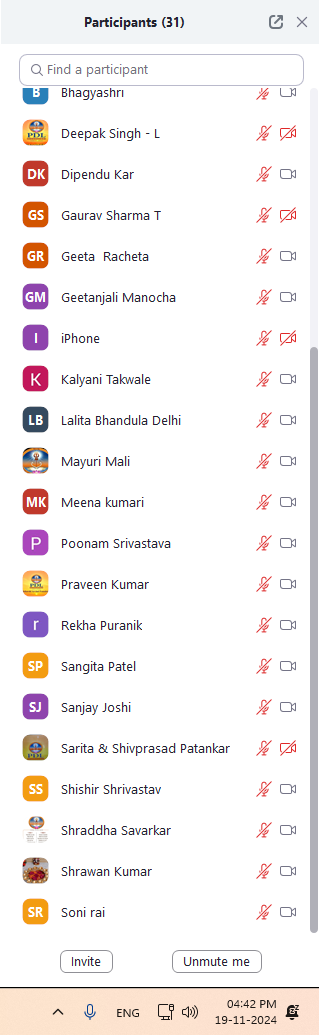 Participants (31)
Find a participant
B Bhagyashri
PDL Deepak Singh - L
DK Dipendu Kar
GS Gaurav Sharma T
GR Geeta Racheta
GM Geetanjali Manocha
I iPhone
K Kalyani Takwale
LB Lalita Bhandula Delhi
Mayuri Mali
MK Meena kumari
P Poonam Srivastava
Praveen Kumar
r Rekha Puranik
SP Sangita Patel
SJ Sanjay Joshi
Sarita & Shivprasad Patankar
SS Shishir Shrivastav
Shraddha Savarkar
Shrawan Kumar
SR Soni rai
Invite Unmute me
04:42 PM
ENG
19-11-2024